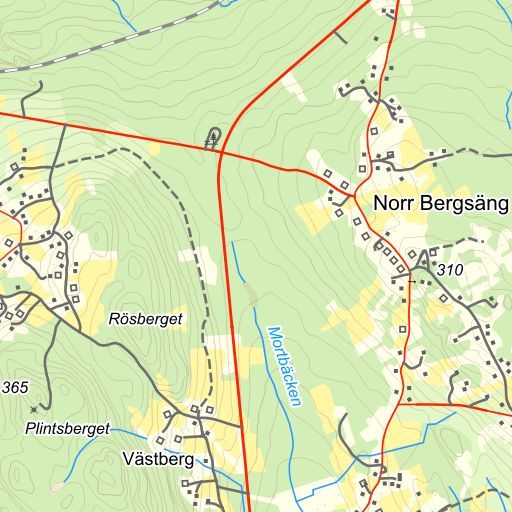 Norr Bergsäng
310
Rösberget
Mortbäcken
365
Plintsberget
Västberg